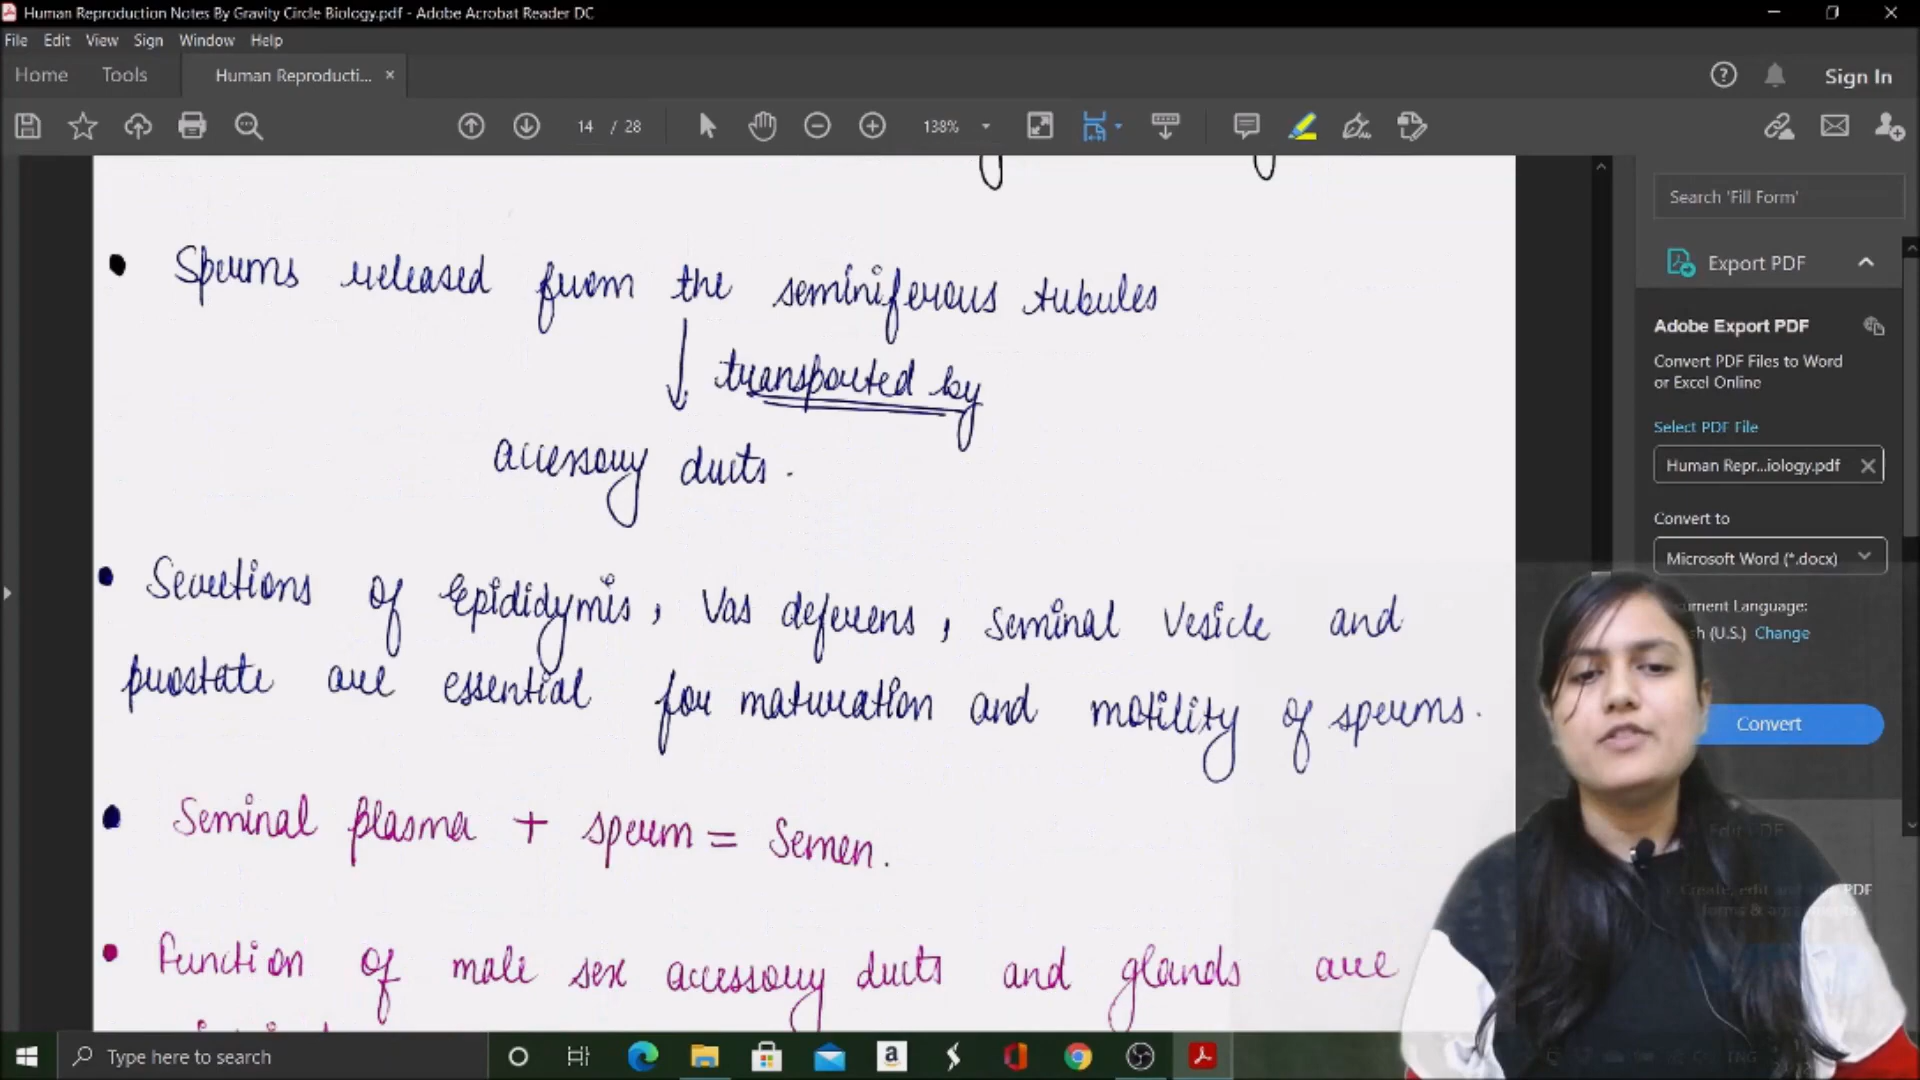 Human Reproduction Notes By Gravity Circle Biology.pdf - Adobe Acrobat Reader DC
File Edit View Sign Window Help
Home Tools Human Reproducti... ×
Sign In
14 / 28 138%
Search 'Fill Form'
• Sperms released from the seminiferous tubules
transported by
accessory ducts.
• Secretions of Epididymis, Vas deferens, seminal vesicle and
prostate are essential for maturation and motility of sperms.
• Seminal plasma + sperm = Semen.
• Function of male sex accessory ducts and glands are
Export PDF
Adobe Export PDF
Convert PDF Files to Word
or Excel Online
Select PDF File
Human Repr...iology.pdf
Convert to
Microsoft Word (*.docx)
Language:
(U.S.) Change
Convert
Type here to search
ENG